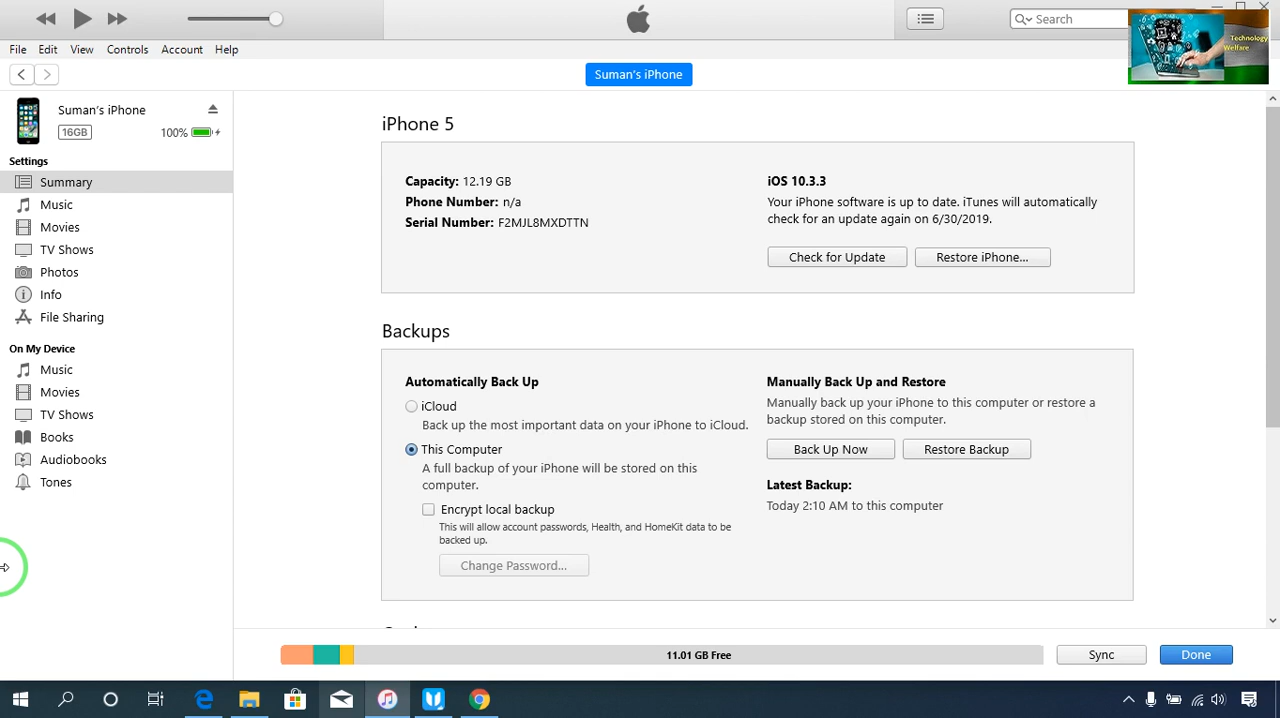 Search
Technology
Welfare
File Edit View Controls Account Help
Suman's iPhone
Suman's iPhone
16GB 100%
Settings
Summary
Music
Movies
TV Shows
Photos
Info
File Sharing
On My Device
Music
Movies
TV Shows
Books
Audiobooks
Tones
iPhone 5
Capacity: 12.19 GB
Phone Number: n/a
Serial Number: F2MJL8MXDTTN
iOS 10.3.3
Your iPhone software is up to date. iTunes will automatically
check for an update again on 6/30/2019.
Check for Update Restore iPhone...
Backups
Automatically Back Up
iCloud
Back up the most important data on your iPhone to iCloud.
This Computer
A full backup of your iPhone will be stored on this
computer.
Encrypt local backup
This will allow account passwords, Health, and HomeKit data to be
backed up.
Change Password...
Manually Back Up and Restore
Manually back up your iPhone to this computer or restore a
backup stored on this computer.
Back Up Now Restore Backup
Latest Backup:
Today 2:10 AM to this computer
11.01 GB Free
Sync Done